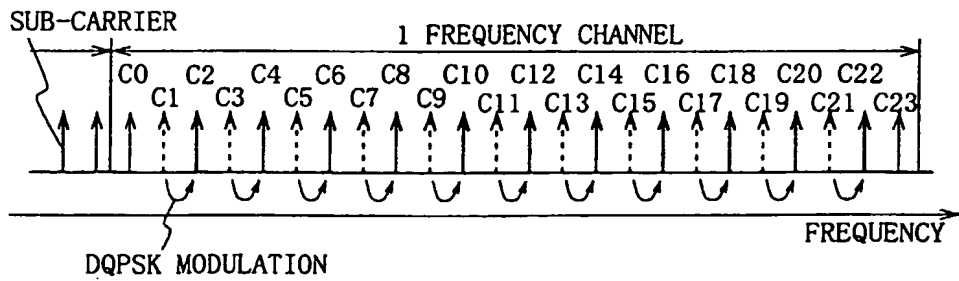 SUB-CARRIER
1 FREQUENCY CHANNEL
C0 C2 C4 C6 C8 C10 C12 C14 C16 C18 C20 C22
C1 C3 C5 C7 C9 C11 C13 C15 C17 C19 C21 C23
FREQUENCY
DQPSK MODULATION